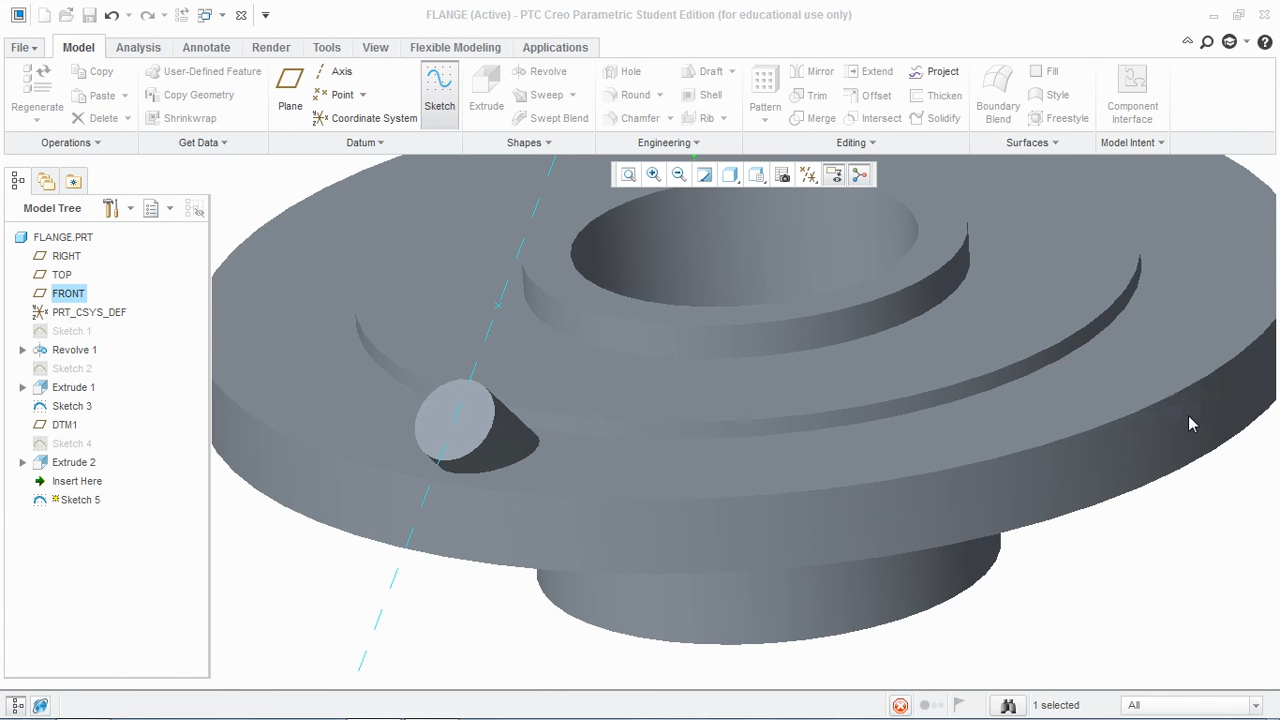 FLANGE (Active) - PTC Creo Parametric Student Edition (for educational use only)
File Model Analysis Annotate Render Tools View Flexible Modeling Applications
Regenerate Copy Paste Delete
Operations
User-Defined Feature Copy Geometry Shrinkwrap
Get Data
Plane Axis Point Coordinate System Sketch
Datum
Extrude Revolve Sweep Swept Blend
Shapes
Hole Round Chamfer Draft Shell Rib
Engineering
Pattern Mirror Trim Merge Extend Offset Intersect Project Thicken Solidify
Editing
Boundary Blend Fill Style Freestyle
Surfaces
Component Interface
Model Intent
Model Tree
FLANGE.PRT
RIGHT
TOP
FRONT
PRT_CSYS_DEF
Sketch 1
Revolve 1
Sketch 2
Extrude 1
Sketch 3
DTM1
Sketch 4
Extrude 2
Insert Here
Sketch 5
1 selected All